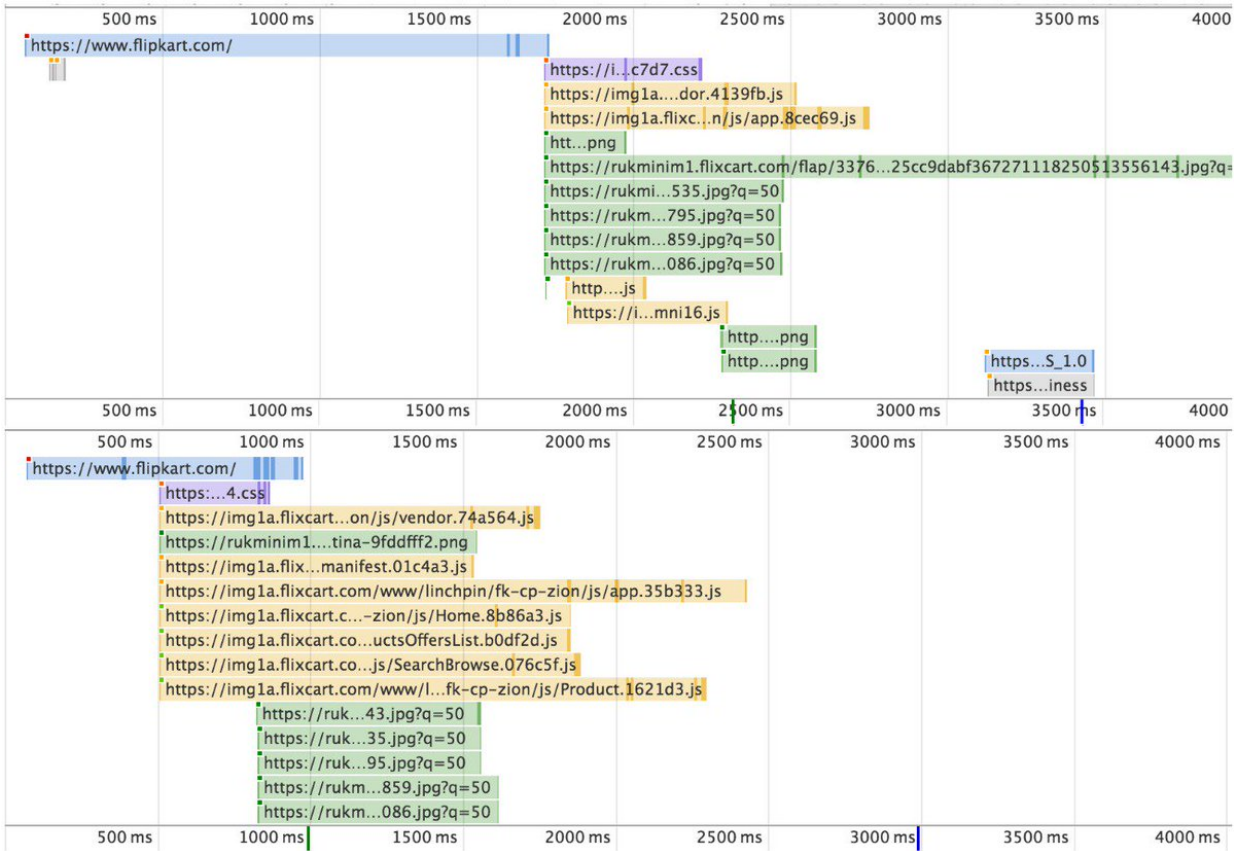 500 ms 1000 ms 1500 ms 2000 ms 2500 ms 3000 ms 3500 ms 4000
https://www.flipkart.com/
https://i...c7d7.css
https://img1a....dor.4139fb.js
https://img1a.flixc...n/js/app.8cec69.js
htt...png
https://rukminim1.flixcart.com/flap/3376...25cc9dabf367271118250513556143.jpg?q=
https://rukmi...535.jpg?q=50
https://rukm...795.jpg?q=50
https://rukm...859.jpg?q=50
https://rukm...086.jpg?q=50
http....js
https://i...mni16.js
http....png
http....png
https...S_1.0
https...iness
500 ms 1000 ms 1500 ms 2000 ms 2500 ms 3000 ms 3500 ms 4000
500 ms 1000 ms 1500 ms 2000 ms 2500 ms 3000 ms 3500 ms 4000 ms
https://www.flipkart.com/
https:...4.css
https://img1a.flixcart...on/js/vendor.74a564.js
https://rukminim1....tina-9fddfff2.png
https://img1a.flix...manifest.01c4a3.js
https://img1a.flixcart.com/www/linchpin/fk-cp-zion/js/app.35b333.js
https://img1a.flixcart.c...-zion/js/Home.8b86a3.js
https://img1a.flixcart.co...uctsOffersList.b0df2d.js
https://img1a.flixcart.co...js/SearchBrowse.076c5f.js
https://img1a.flixcart.com/www/l...fk-cp-zion/js/Product.1621d3.js
https://ruk...43.jpg?q=50
https://ruk...35.jpg?q=50
https://ruk...95.jpg?q=50
https://rukm...859.jpg?q=50
https://rukm...086.jpg?q=50
500 ms 1000 ms 1500 ms 2000 ms 2500 ms 3000 ms 3500 ms 4000 ms